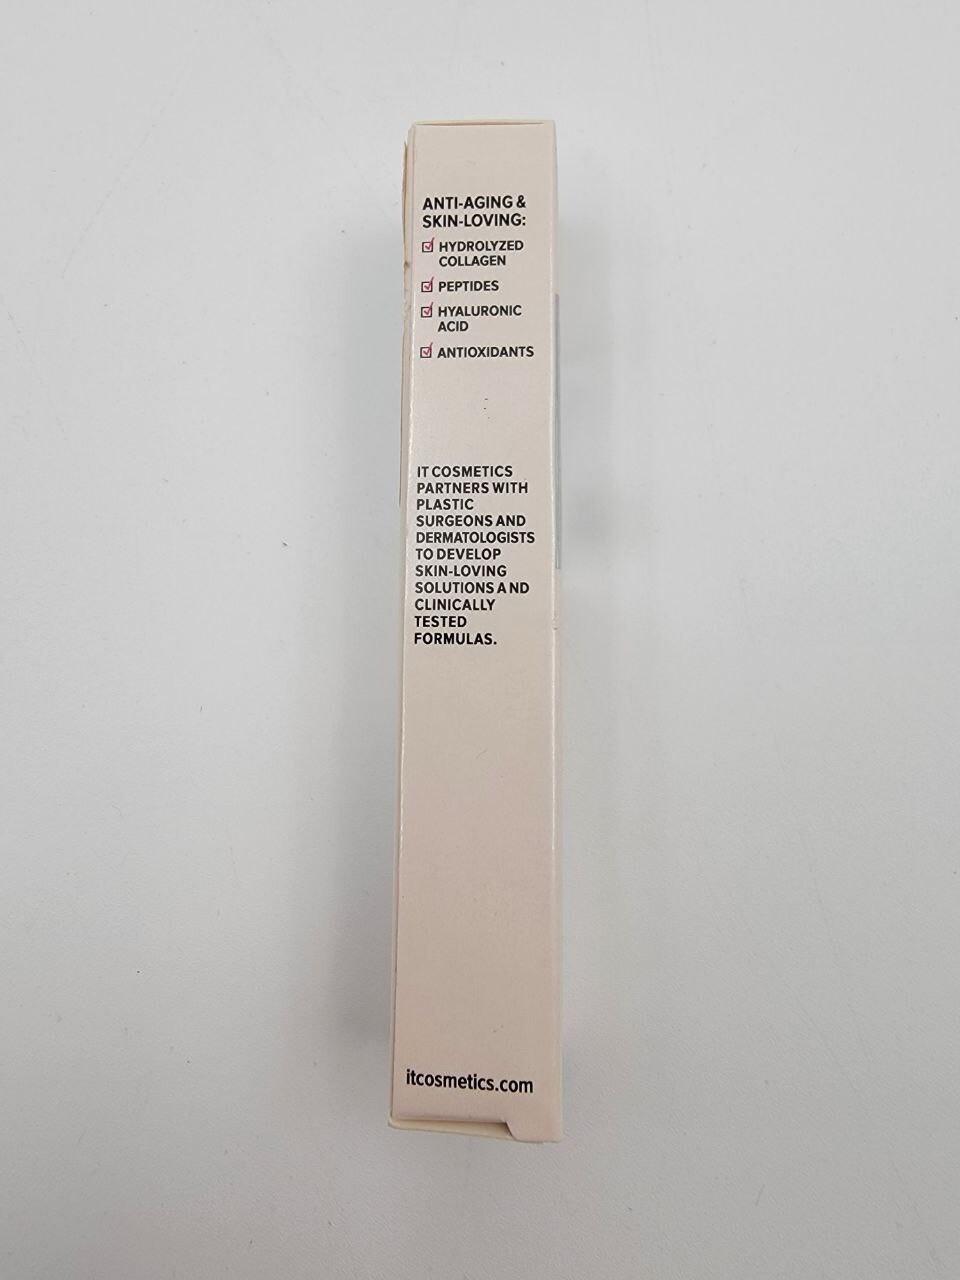 ANTI-AGING &
SKIN-LOVING:
HYDROLYZED
COLLAGEN
PEPTIDES
HYALURONIC
ACID
ANTIOXIDANTS
IT COSMETICS
PARTNERS WITH
PLASTIC
SURGEONS AND
DERMATOLOGISTS
TO DEVELOP
SKIN-LOVING
SOLUTIONS AND
CLINICALLY
TESTED
FORMULAS.
itcosmetics.com